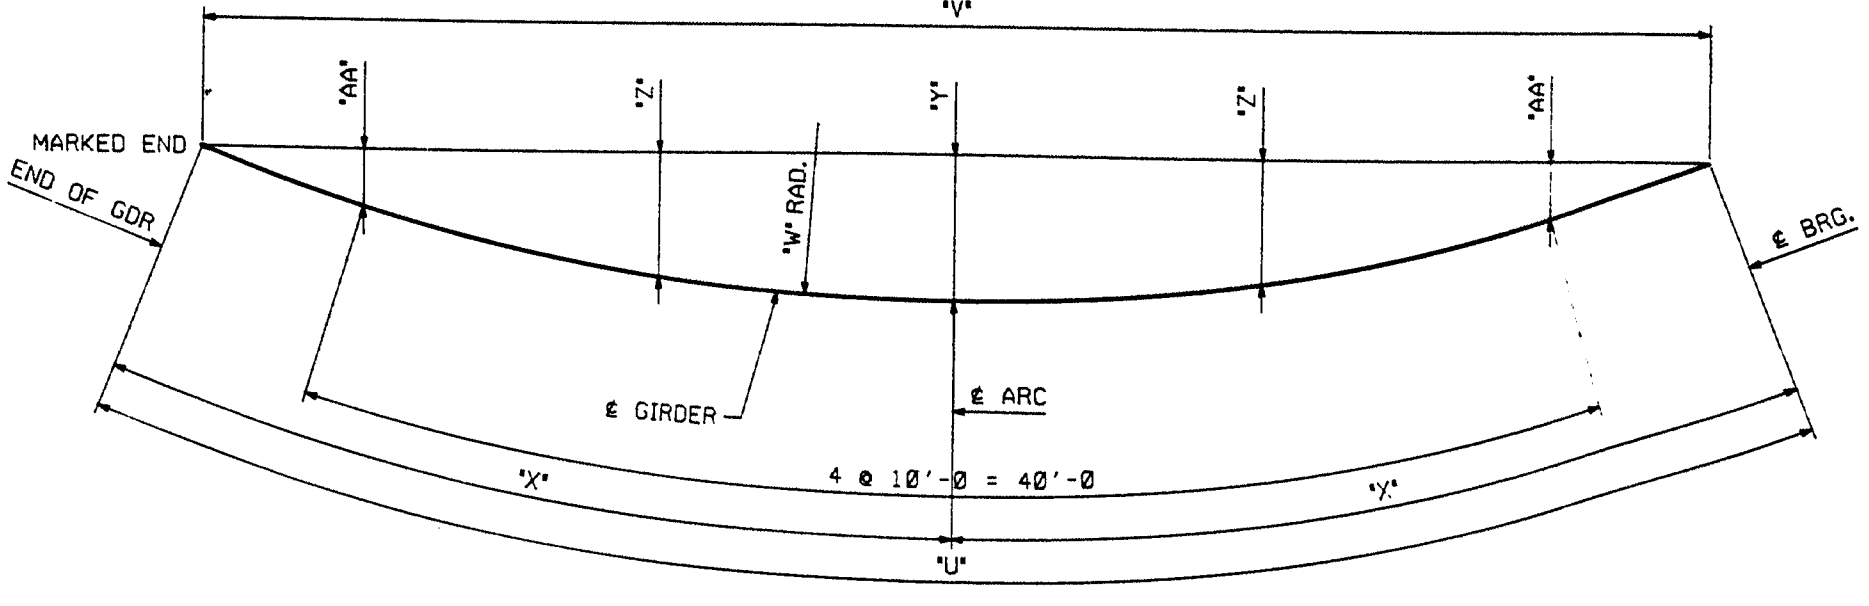 "V"
"AA"
"Z"
"Y"
"Z"
"AA"
MARKED END
END OF GDR
"W" RAD.
℄ BRG.
℄ GIRDER
℄ ARC
4 @ 10'-0 = 40'-0
"X"
"X"
"U"